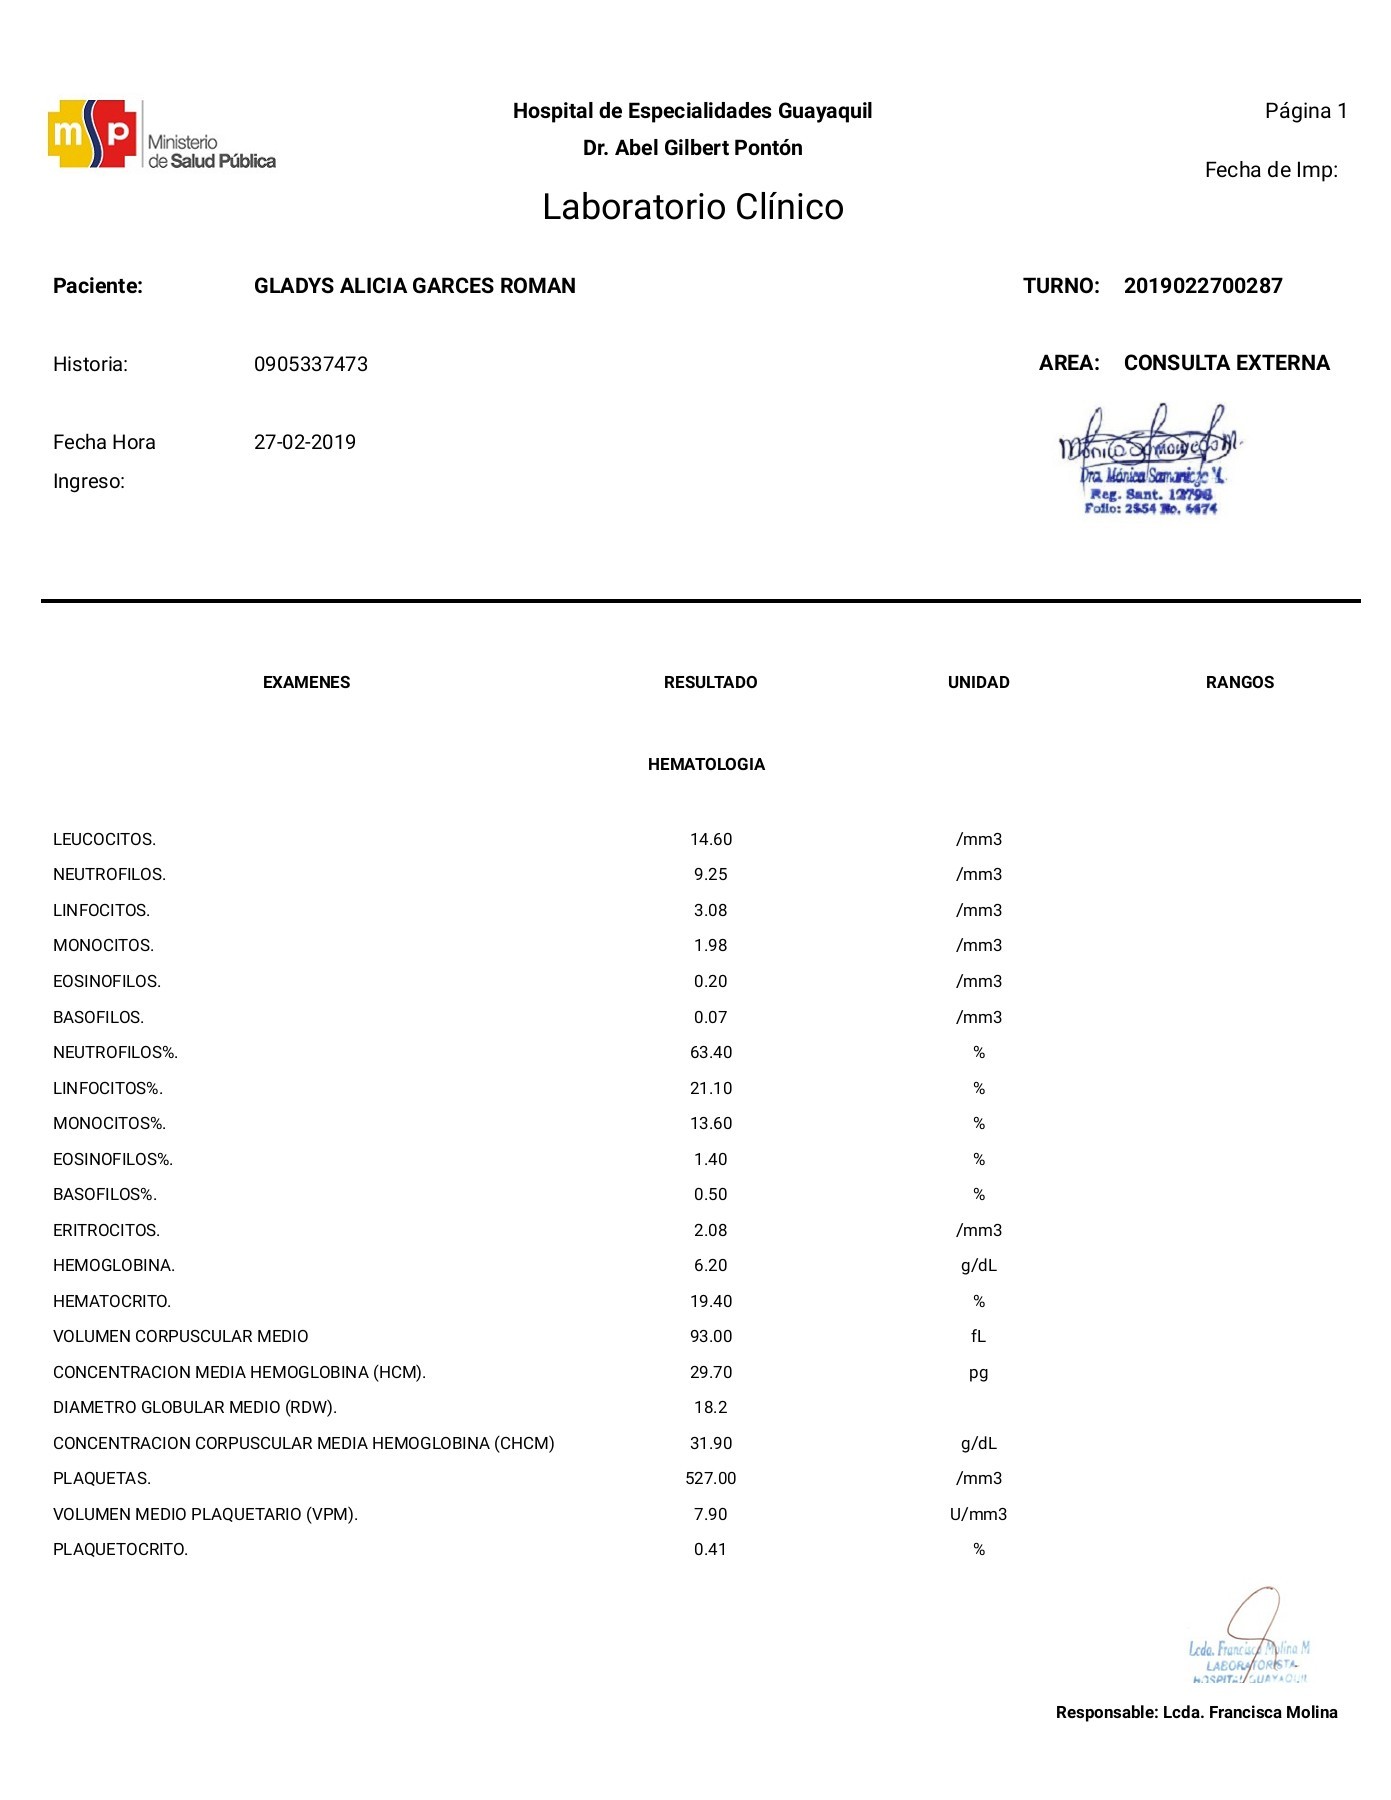 msp
Ministerio
de Salud Pública
Hospital de Especialidades Guayaquil
Dr. Abel Gilbert Pontón
Laboratorio Clínico
Página 1
Fecha de Imp:
Paciente: GLADYS ALICIA GARCES ROMAN TURNO: 2019022700287
Historia: 0905337473 AREA: CONSULTA EXTERNA
Fecha Hora 27-02-2019
Ingreso:
Dra. Mónica Samaniego
Reg. Sant. 12798
Folio: 2554 No. 6674
EXAMENES RESULTADO UNIDAD RANGOS
HEMATOLOGIA
LEUCOCITOS. 14.60 /mm3
NEUTROFILOS. 9.25 /mm3
LINFOCITOS. 3.08 /mm3
MONOCITOS. 1.98 /mm3
EOSINOFILOS. 0.20 /mm3
BASOFILOS. 0.07 /mm3
NEUTROFILOS%. 63.40 %
LINFOCITOS%. 21.10 %
MONOCITOS%. 13.60 %
EOSINOFILOS%. 1.40 %
BASOFILOS%. 0.50 %
ERITROCITOS. 2.08 /mm3
HEMOGLOBINA. 6.20 g/dL
HEMATOCRITO. 19.40 %
VOLUMEN CORPUSCULAR MEDIO 93.00 fL
CONCENTRACION MEDIA HEMOGLOBINA (HCM). 29.70 pg
DIAMETRO GLOBULAR MEDIO (RDW). 18.2
CONCENTRACION CORPUSCULAR MEDIA HEMOGLOBINA (CHCM) 31.90 g/dL
PLAQUETAS. 527.00 /mm3
VOLUMEN MEDIO PLAQUETARIO (VPM). 7.90 U/mm3
PLAQUETOCRITO. 0.41 %
Lcda. Francisca Molina M
LABORATORISTA
HOSPITAL GUAYAQUIL
Responsable: Lcda. Francisca Molina